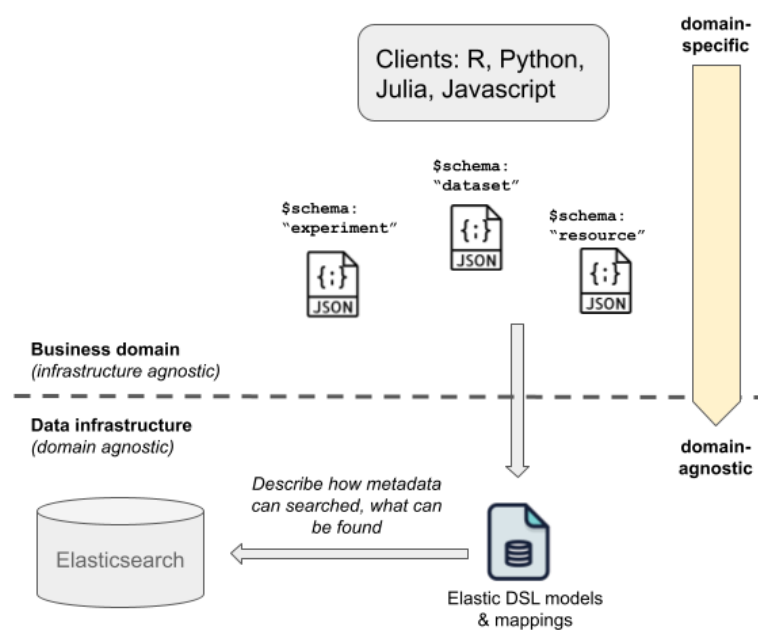 domain-
specific
Clients: R, Python,
Julia, Javascript
$schema:
“dataset”
$schema:
“experiment”
$schema:
“resource”
{;}
JSON
{;}
JSON
{;}
JSON
Business domain
(infrastructure agnostic)
Data infrastructure
(domain agnostic)
domain-
agnostic
Describe how metadata
can searched, what can
be found
Elasticsearch
Elastic DSL models
& mappings